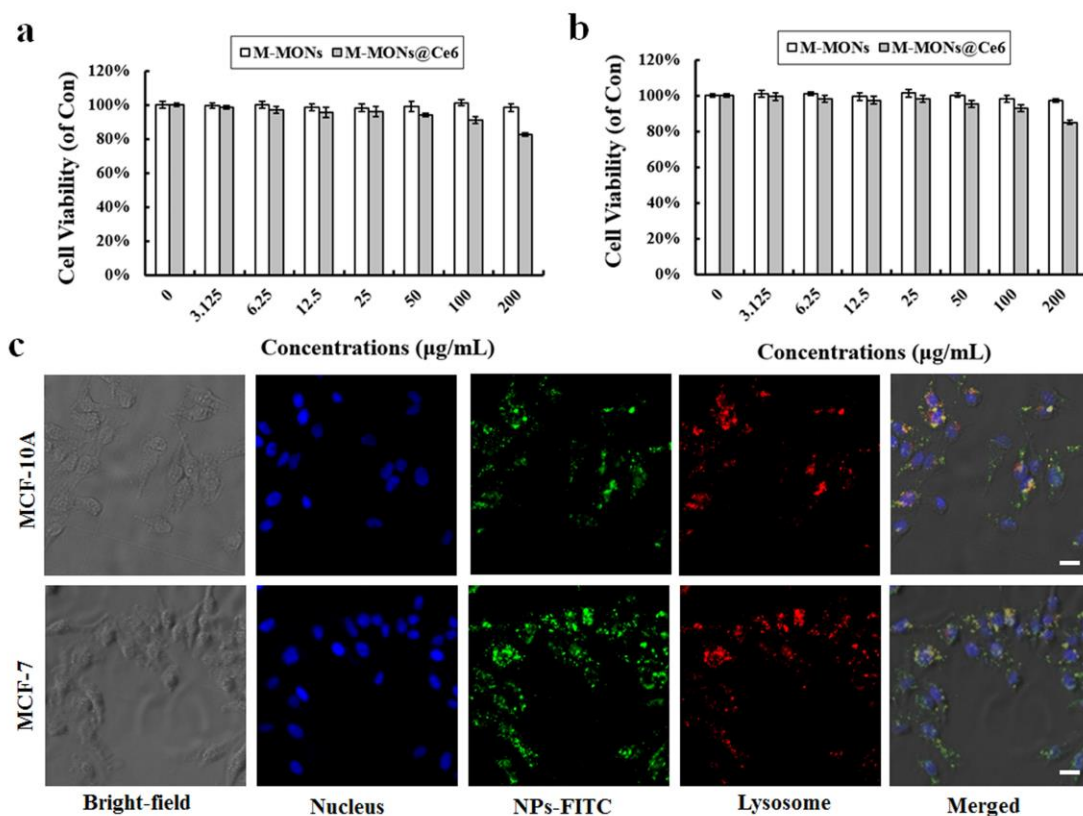 a
M-MONs M-MONs@Ce6
Cell Viability (of Con)
120%
100%
80%
60%
40%
20%
0%
0 3.125 6.25 12.5 25 50 100 200
Concentrations (µg/mL)
b
M-MONs M-MONs@Ce6
Cell Viability (of Con)
120%
100%
80%
60%
40%
20%
0%
0 3.125 6.25 12.5 25 50 100 200
Concentrations (µg/mL)
c
MCF-10A
MCF-7
Bright-field Nucleus NPs-FITC Lysosome Merged